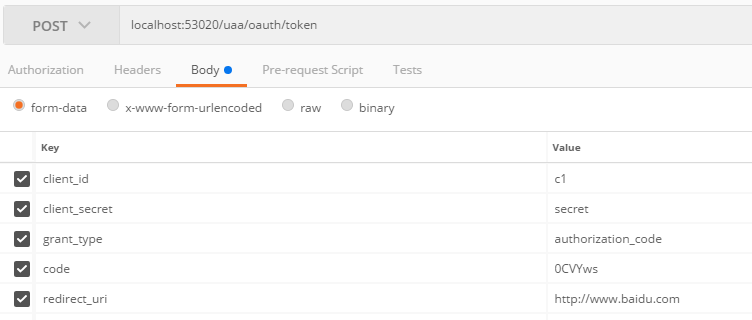 POST localhost:53020/uaa/oauth/token
Authorization Headers Body Pre-request Script Tests
form-data x-www-form-urlencoded raw binary
Key Value
client_id c1
client_secret secret
grant_type authorization_code
code 0CVYws
redirect_uri http://www.baidu.com